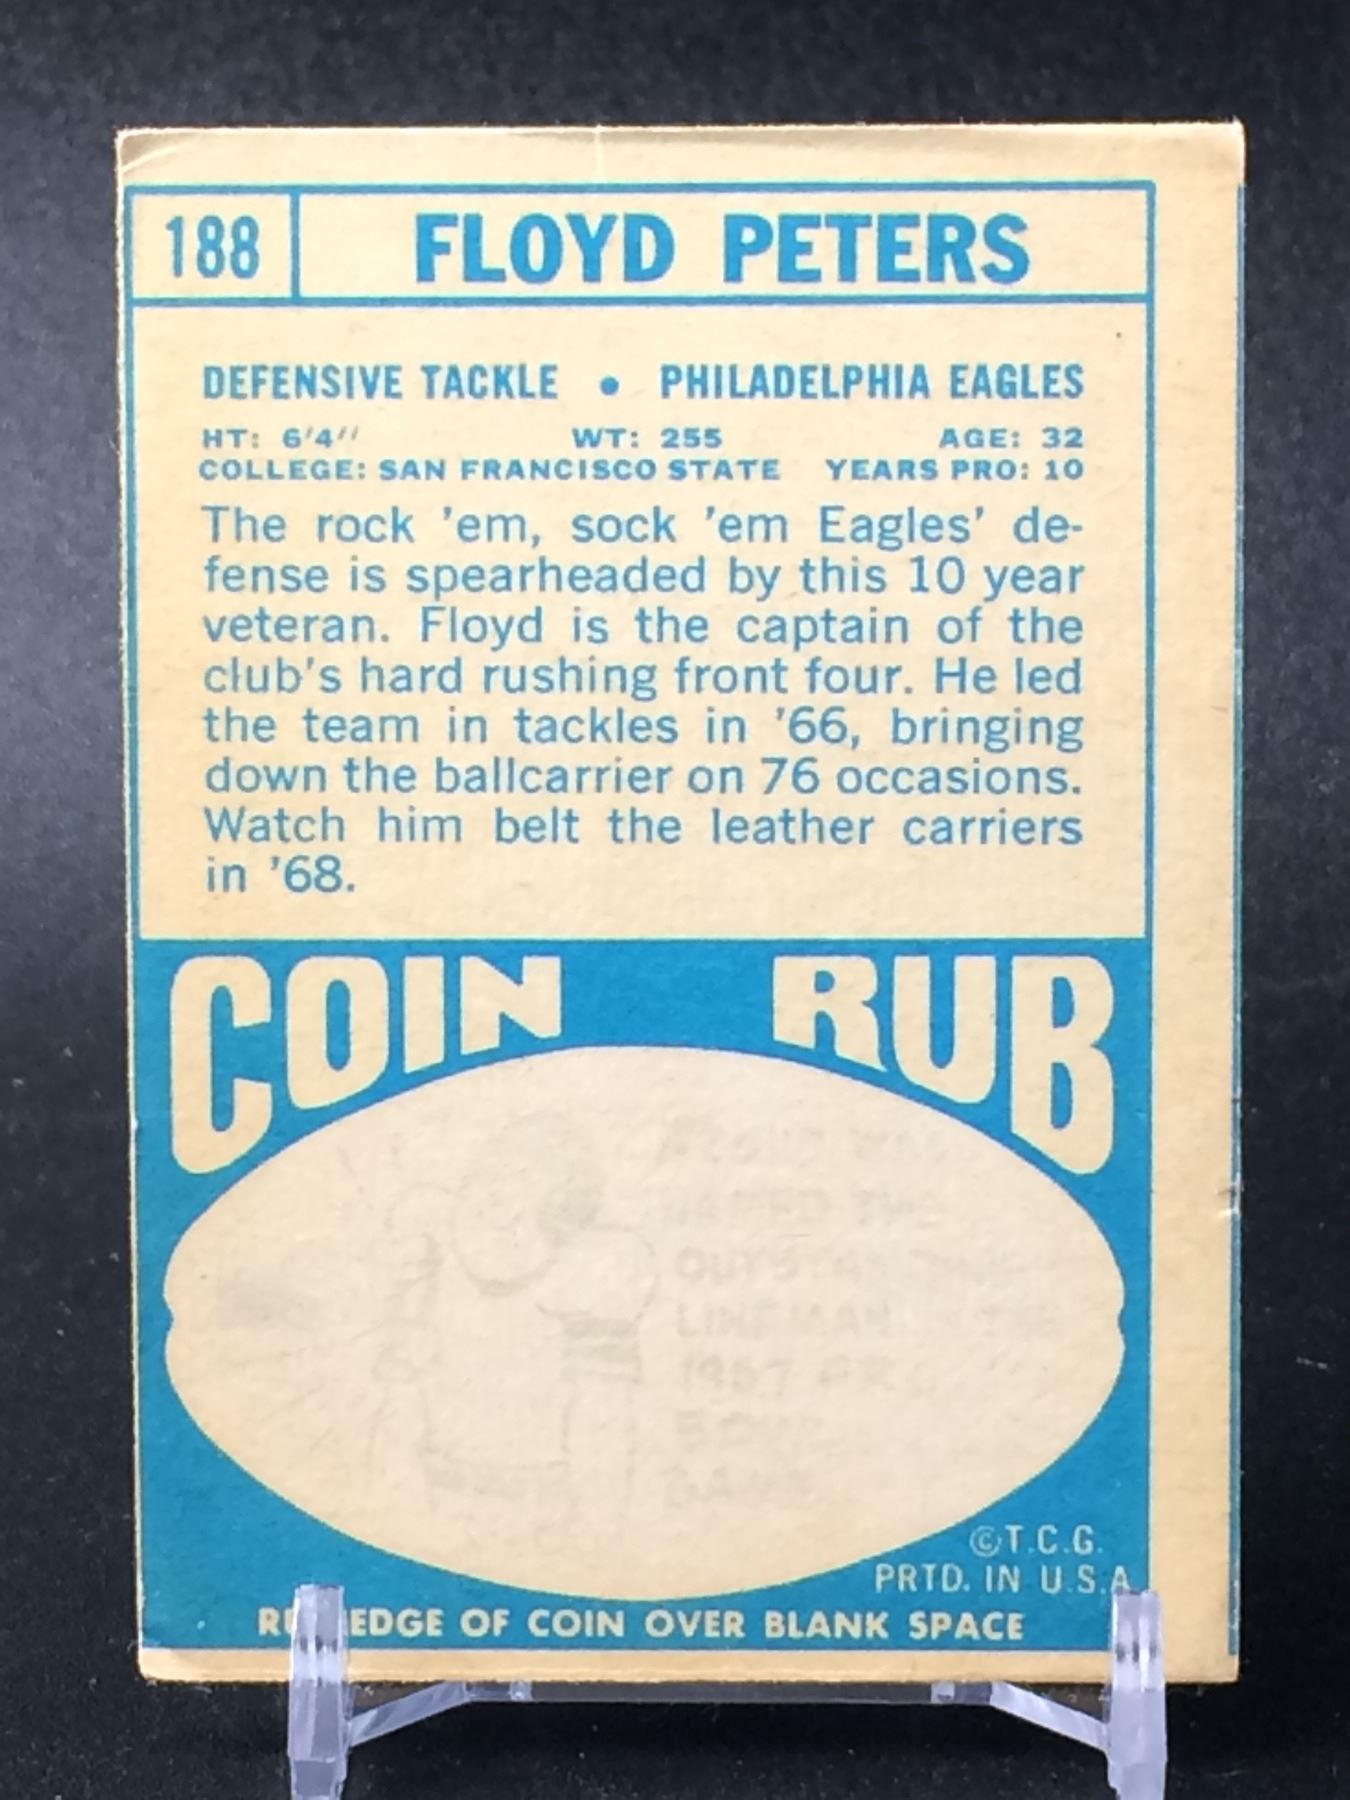 188 FLOYD PETERS
DEFENSIVE TACKLE • PHILADELPHIA EAGLES
HT: 6'4" WT: 255 AGE: 32
COLLEGE: SAN FRANCISCO STATE YEARS PRO: 10
The rock 'em, sock 'em Eagles' de-
fense is spearheaded by this 10 year
veteran. Floyd is the captain of the
club's hard rushing front four. He led
the team in tackles in '66, bringing
down the ballcarrier on 76 occasions.
Watch him belt the leather carriers
in '68.
COIN RUB
LINEMAN
1967
©T.C.G.
PRTD. IN U.S.A
EDGE OF COIN OVER BLANK SPACE